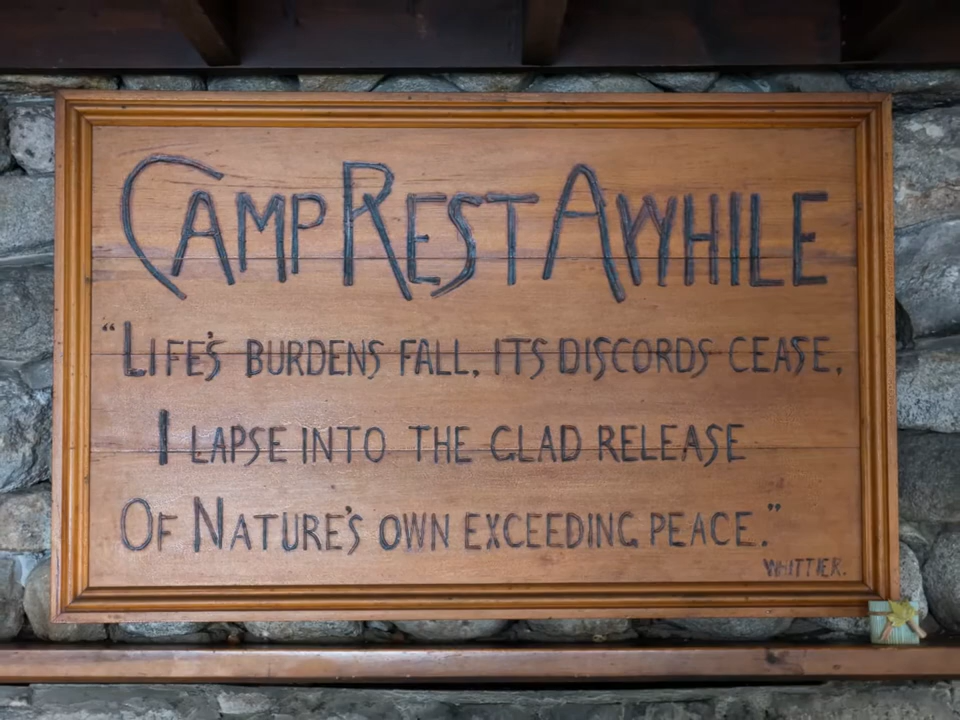 CAMP REST AWHILE
"LIFE'S BURDENS FALL, ITS DISCORDS CEASE,
I LAPSE INTO THE GLAD RELEASE
OF NATURE'S OWN EXCEEDING PEACE."
WHITTIER.